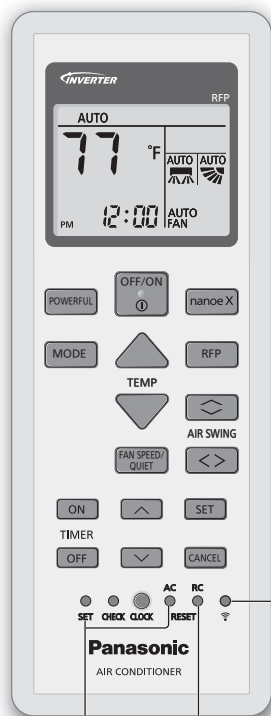 INVERTER
RFP
AUTO
77 °F AUTO AUTO
PM 12:00 AUTO
FAN
POWERFUL OFF/ON nanoe X
MODE RFP
TEMP
AIR SWING
FAN SPEED/
QUIET
ON SET
TIMER
OFF CANCEL
AC RC
SET CHECK CLOCK RESET
Panasonic
AIR CONDITIONER